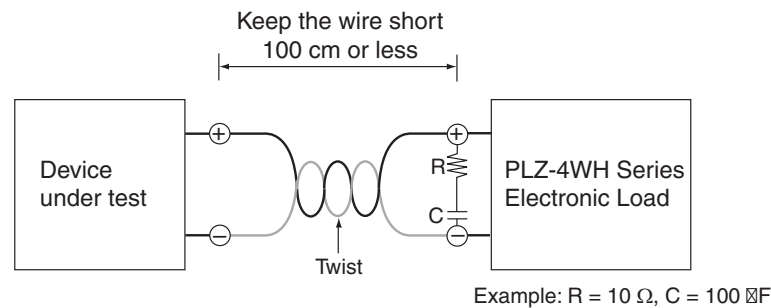 Keep the wire short
100 cm or less
Device
under test
+
+
R
C
−
−
PLZ-4WH Series
Electronic Load
Twist
Example: R = 10 Ω, C = 100 ☒F